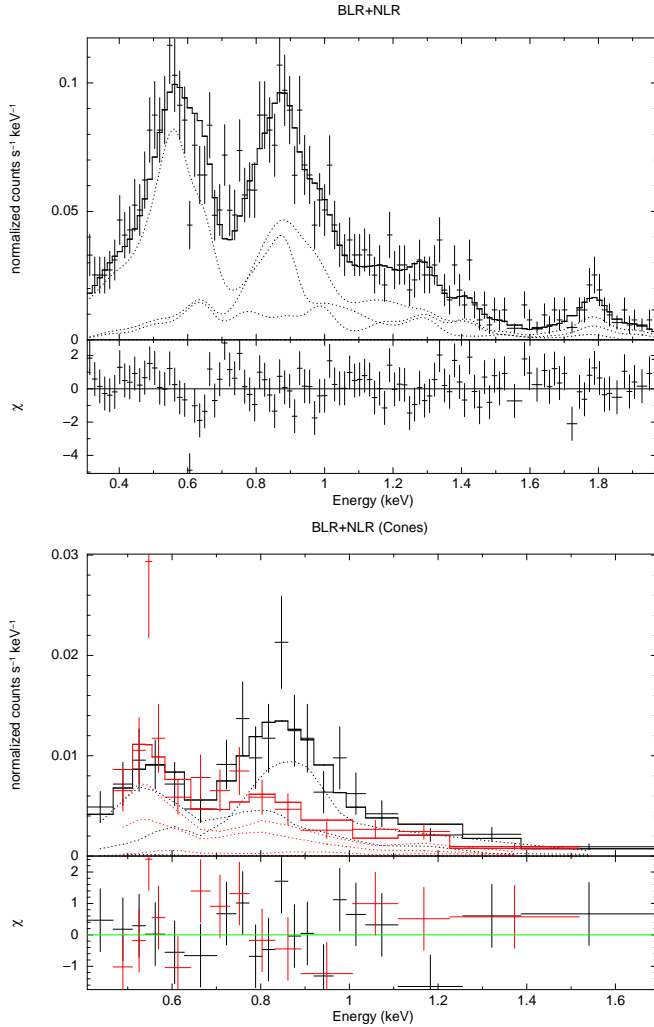 BLR+NLR
normalized counts s⁻¹ keV⁻¹
0.1
0.05
0
χ
2
0
−2
−4
0.4 0.6 0.8 1 1.2 1.4 1.6 1.8
Energy (keV)
BLR+NLR (Cones)
normalized counts s⁻¹ keV⁻¹
0.03
0.02
0.01
0
χ
2
1
0
−1
0.6 0.8 1 1.2 1.4 1.6
Energy (keV)